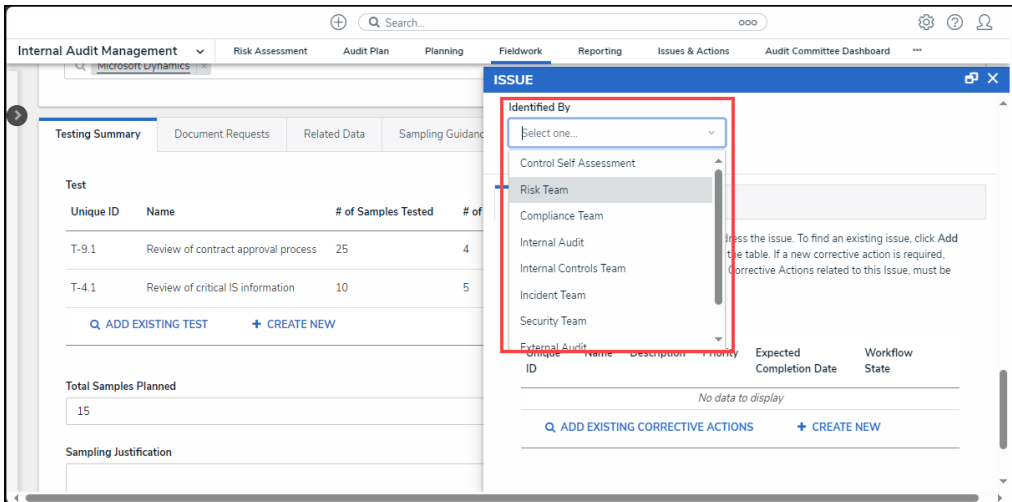 Search...
Internal Audit Management
Risk Assessment
Audit Plan
Planning
Fieldwork
Reporting
Issues & Actions
Audit Committee Dashboard
Microsoft Dynamics
Testing Summary
Document Requests
Related Data
Sampling Guidanc
Test
Unique ID Name # of Samples Tested # of
T-9.1 Review of contract approval process 25 4
T-4.1 Review of critical IS information 10 5
ADD EXISTING TEST + CREATE NEW
Total Samples Planned
15
Sampling Justification
ISSUE
Identified By
Select one...
Control Self Assessment
Risk Team
Compliance Team
Internal Audit
Internal Controls Team
Incident Team
Security Team
External Audit
dress the issue. To find an existing issue, click Add
the table. If a new corrective action is required,
Corrective Actions related to this Issue, must be
Unique ID Name Description Priority Expected Completion Date Workflow State
No data to display
ADD EXISTING CORRECTIVE ACTIONS + CREATE NEW